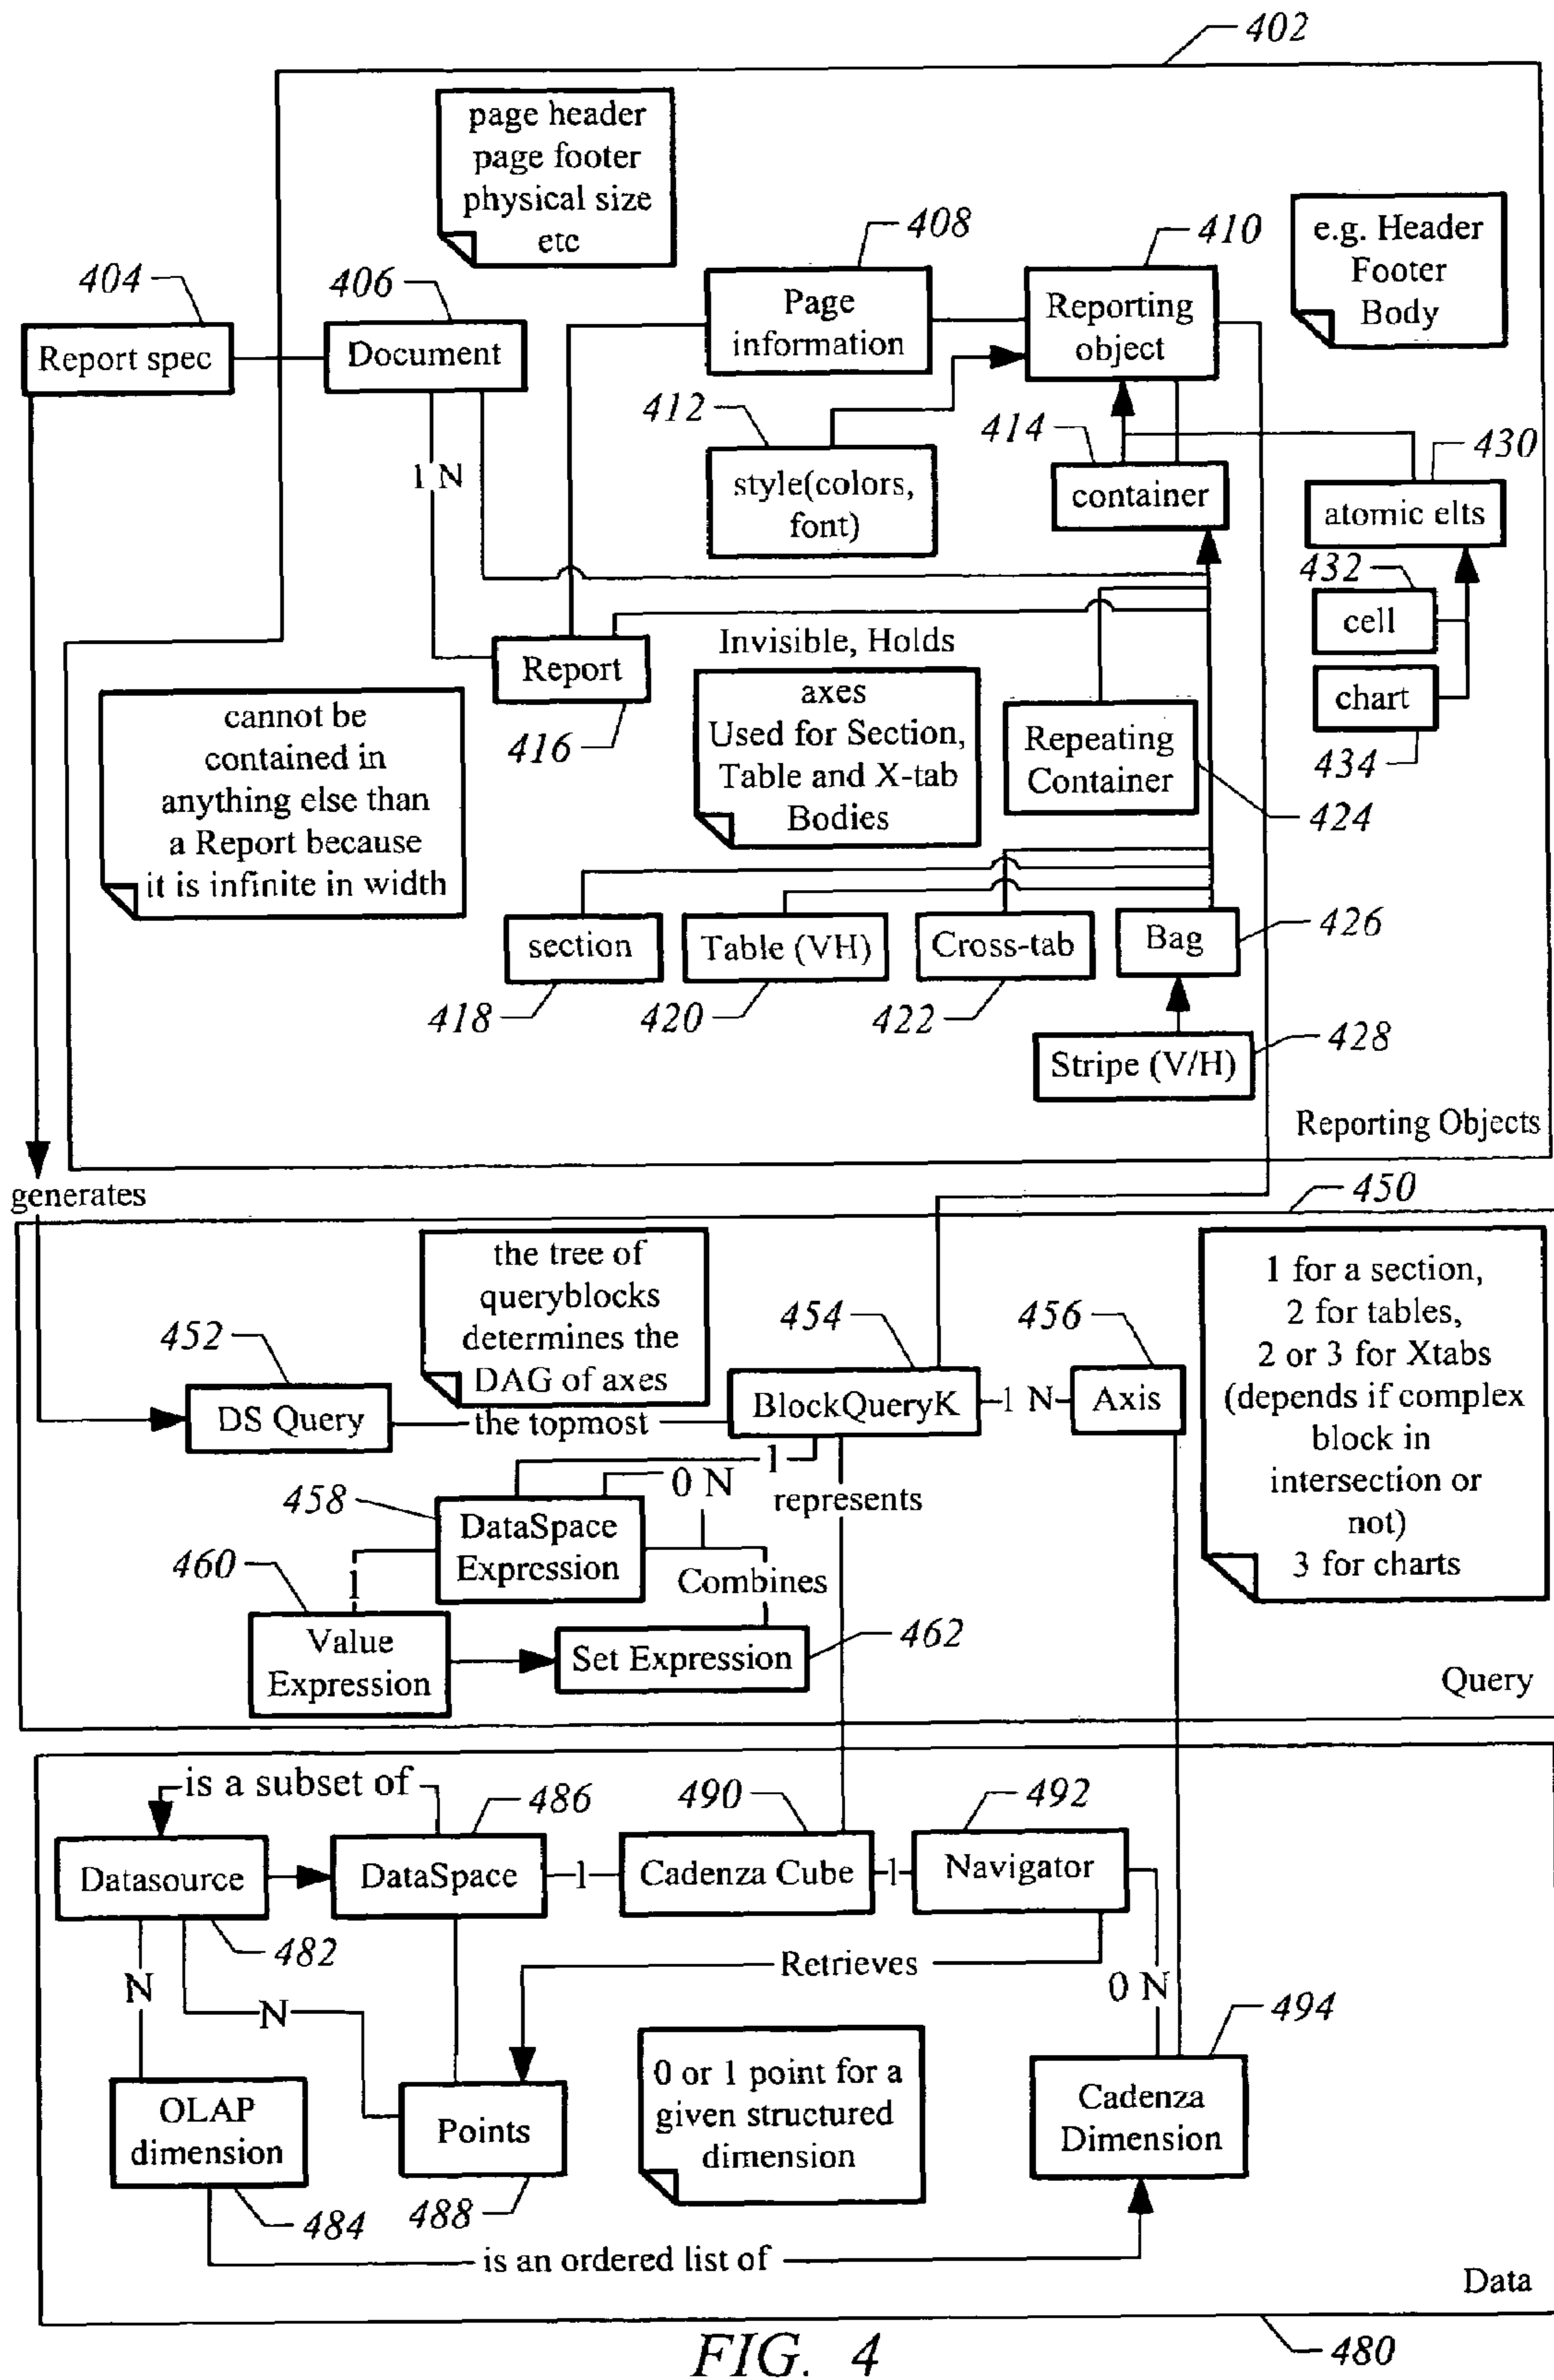 402
page header
page footer
physical size
etc
408
410
e.g. Header
Footer
Body
404
406
Report spec
Document
Page
information
Reporting
object
412
414
430
1 N
style(colors,
font)
container
atomic elts
432
cell
Report
416
Invisible, Holds
axes
Used for Section,
Table and X-tab
Bodies
Repeating
Container
424
chart
434
cannot be
contained in
anything else than
a Report because
it is infinite in width
section
418
Table (VH)
420
Cross-tab
422
Bag
426
Stripe (V/H)
428
Reporting Objects
generates
450
the tree of
queryblocks
determines the
DAG of axes
1 for a section,
2 for tables,
2 or 3 for Xtabs
(depends if complex
block in
intersection or
not)
3 for charts
452
454
456
DS Query
the topmost
BlockQueryK
1 N
Axis
1
0 N
represents
458
DataSpace
Expression
460
1
Combines
Value
Expression
Set Expression
462
Query
is a subset of
486
490
492
Datasource
DataSpace
1
Cadenza Cube
1
Navigator
482
N
N
Retrieves
0 N
494
OLAP
dimension
Points
0 or 1 point for a
given structured
dimension
Cadenza
Dimension
484
488
is an ordered list of
Data
480
FIG. 4